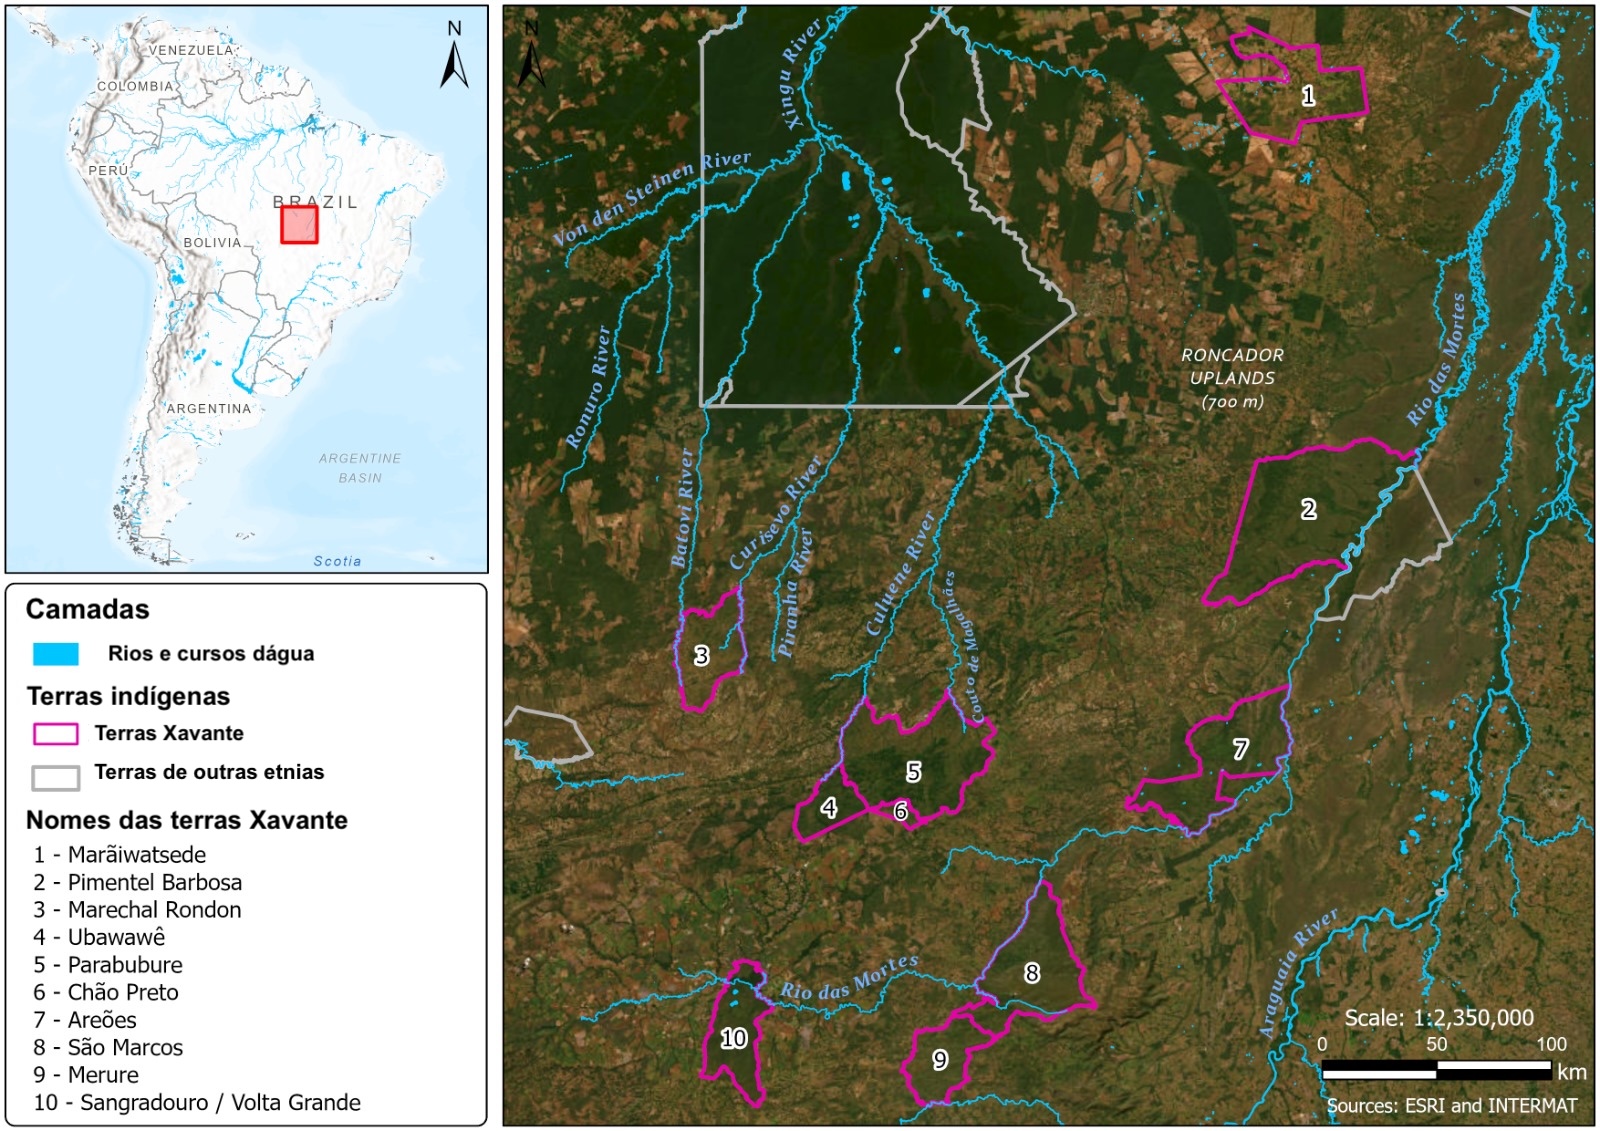 N
VENEZUELA
COLOMBIA
PERÚ
BRAZIL
BOLIVIA
ARGENTINA
ARGENTINE
BASIN
Scotia
Camadas
Rios e cursos dágua
Terras indígenas
Terras Xavante
Terras de outras etnias
Nomes das terras Xavante
1 - Marãiwatsede
2 - Pimentel Barbosa
3 - Marechal Rondon
4 - Ubawawê
5 - Parabubure
6 - Chão Preto
7 - Areões
8 - São Marcos
9 - Merure
10 - Sangradouro / Volta Grande
N
Xingu River
1
Von den Steinen River
Ronuro River
RONCADOR
UPLANDS
(700 m)
Rio das Mortes
Batovi River
Curisevo River
Piranha River
Culuene River
Couto de Magalhães
2
3
4
5
6
7
8
Rio das Mortes
9
10
Araguaia River
Scale: 1:2,350,000
0 50 100
km
Sources: ESRI and INTERMAT